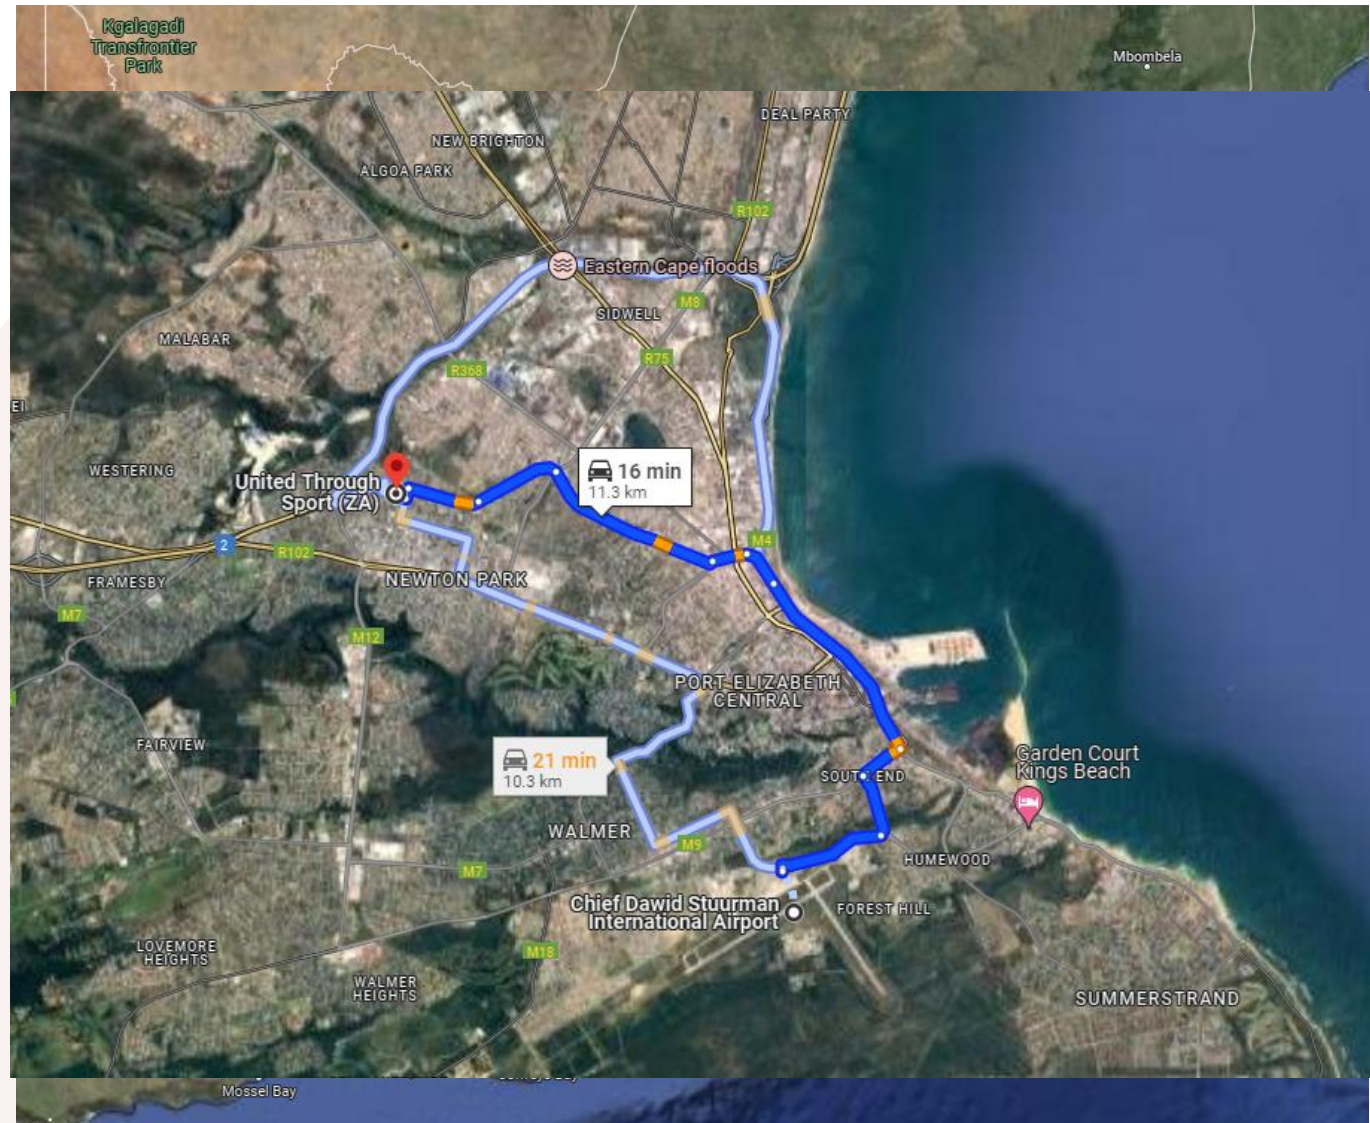 Kgalagadi
Transfrontier
Park
Mbombela
DEAL PARTY
NEW BRIGHTON
ALGOA PARK
R102
Eastern Cape floods
M8
SIDWELL
MALABAR
R75
R368
EI
WESTERING
16 min
11.3 km
United Through
Sport (ZA)
M4
2
R102
NEWTON PARK
FRAMESBY
M7
M12
PORT ELIZABETH
CENTRAL
FAIRVIEW
21 min
10.3 km
Garden Court
Kings Beach
SOUTH END
WALMER
M9
HUMEWOOD
M7
Chief Dawid Stuurman
International Airport
FOREST HILL
LOVEMORE
HEIGHTS
M18
WALMER
HEIGHTS
SUMMERSTRAND
Mossel Bay